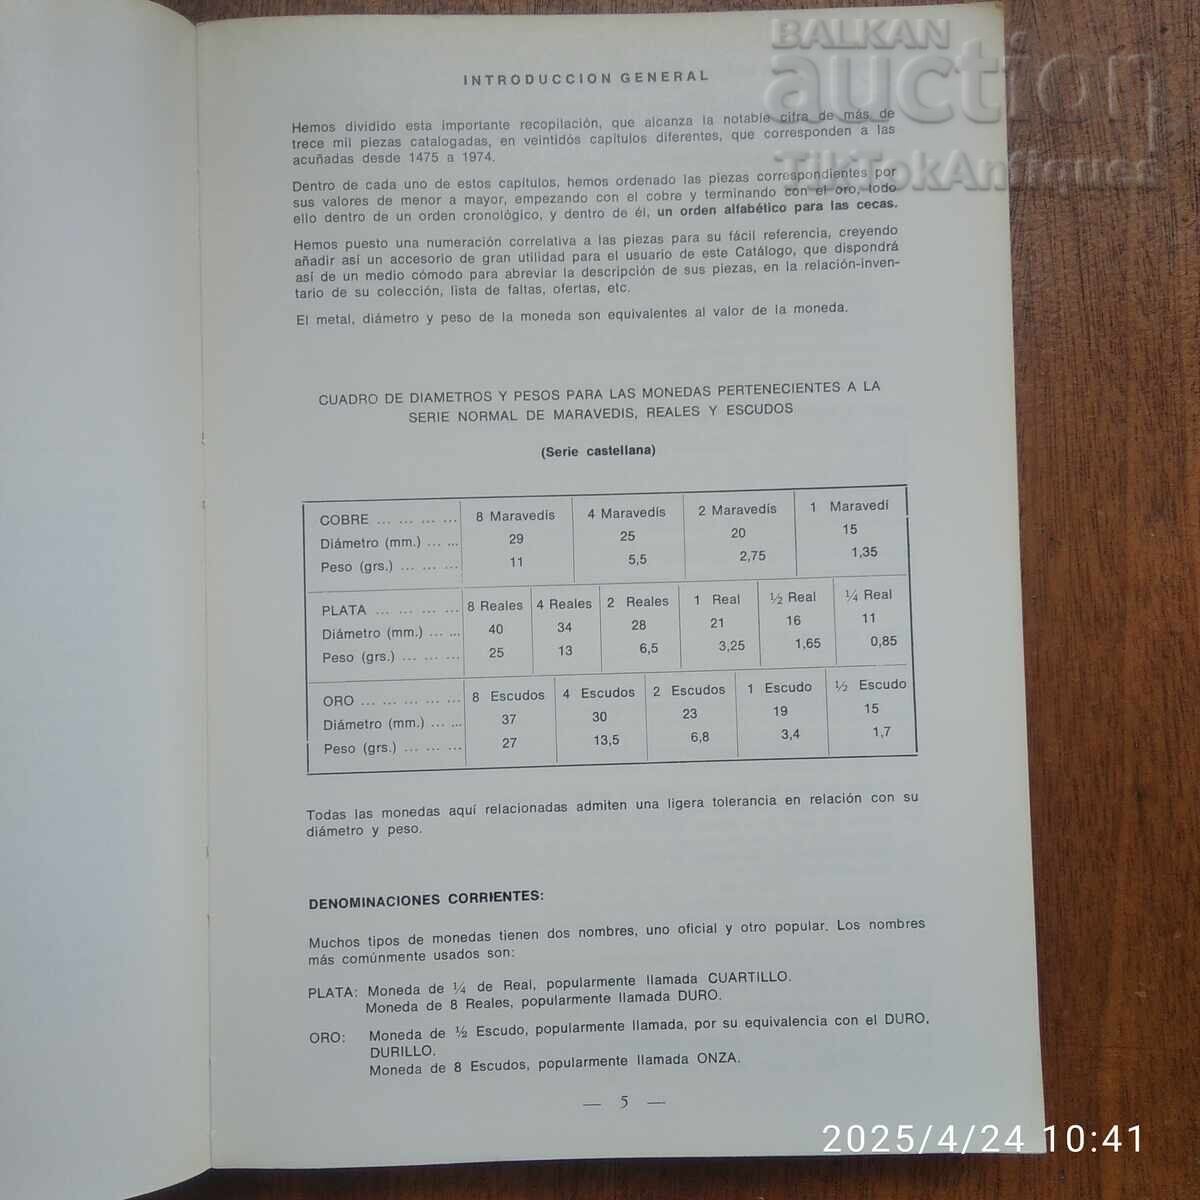 BALKAN
auction
TikTokAntiques
INTRODUCCION GENERAL
Hemos dividido esta importante recopilación, que alcanza la notable cifra de más de
trece mil piezas catalogadas, en veintidós capítulos diferentes, que corresponden a las
acuñadas desde 1475 a 1974.
Dentro de cada uno de estos capítulos, hemos ordenado las piezas correspondientes por
sus valores de menor a mayor, empezando con el cobre y terminando con el oro, todo
ello dentro de un orden cronológico, y dentro de él, un orden alfabético para las cecas.
Hemos puesto una numeración correlativa a las piezas para su fácil referencia, creyendo
añadir así un accesorio de gran utilidad para el usuario de este Catálogo, que dispondrá
así de un medio cómodo para abreviar la descripción de sus piezas, en la relación-inven-
tario de su colección, lista de faltas, ofertas, etc.
El metal, diámetro y peso de la moneda son equivalentes al valor de la moneda.
CUADRO DE DIAMETROS Y PESOS PARA LAS MONEDAS PERTENECIENTES A LA
SERIE NORMAL DE MARAVEDIS, REALES Y ESCUDOS
(Serie castellana)
COBRE ... ... ... ... 8 Maravedís 4 Maravedís 2 Maravedís 1 Maravedí
Diámetro (mm.) ... ... 29 25 20 15
Peso (grs.) ... ... ... 11 5,5 2,75 1,35
PLATA ... ... ... ... 8 Reales 4 Reales 2 Reales 1 Real ½ Real ¼ Real
Diámetro (mm.) ... ... 40 34 28 21 16 11
Peso (grs.) ... ... ... 25 13 6,5 3,25 1,65 0,85
ORO ... ... ... ... ... 8 Escudos 4 Escudos 2 Escudos 1 Escudo ½ Escudo
Diámetro (mm.) ... ... 37 30 23 19 15
Peso (grs.) ... ... ... 27 13,5 6,8 3,4 1,7
Todas las monedas aquí relacionadas admiten una ligera tolerancia en relación con su
diámetro y peso.
DENOMINACIONES CORRIENTES:
Muchos tipos de monedas tienen dos nombres, uno oficial y otro popular. Los nombres
más comúnmente usados son:
PLATA: Moneda de ¼ de Real, popularmente llamada CUARTILLO.
Moneda de 8 Reales, popularmente llamada DURO.
ORO: Moneda de ½ Escudo, popularmente llamada, por su equivalencia con el DURO,
DURILLO.
Moneda de 8 Escudos, popularmente llamada ONZA.
— 5 —
2025/4/24 10:41